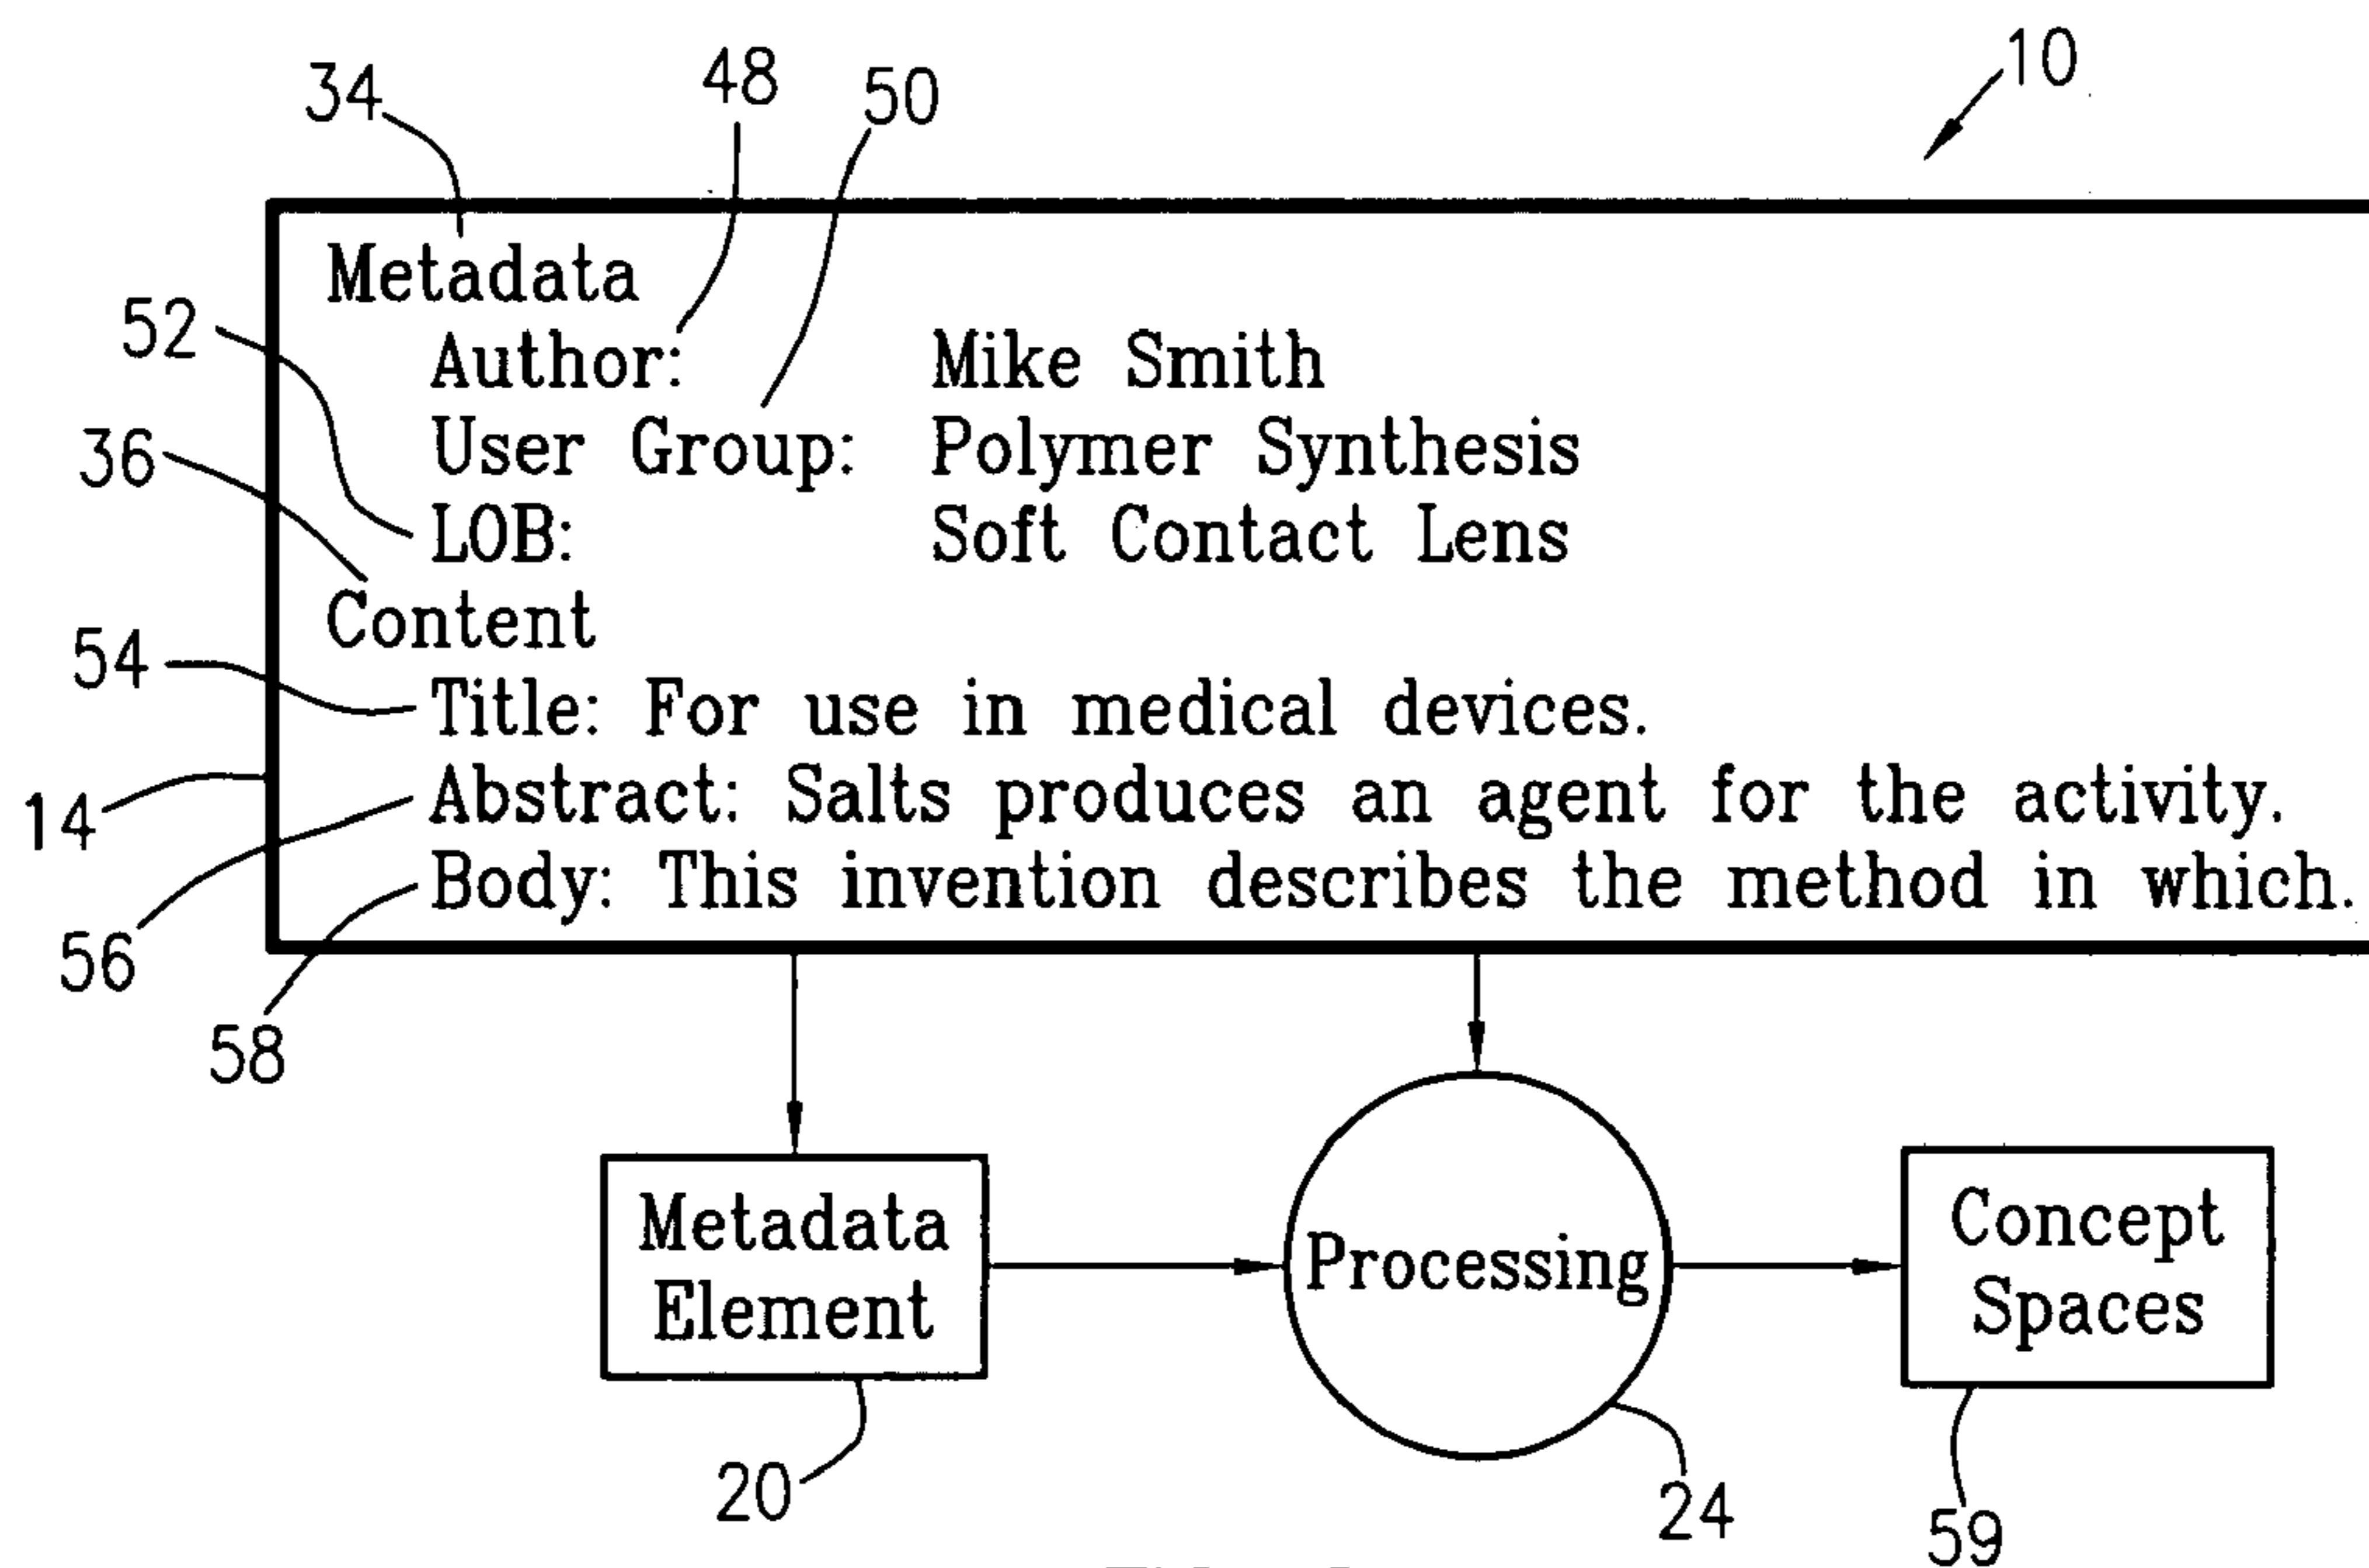 10
34
48
50
Metadata
52
Author: Mike Smith
36
User Group: Polymer Synthesis
LOB: Soft Contact Lens
Content
54
Title: For use in medical devices.
14
Abstract: Salts produces an agent for the activity.
Body: This invention describes the method in which.
56
58
Metadata
Element
Processing
Concept
Spaces
20
24
59